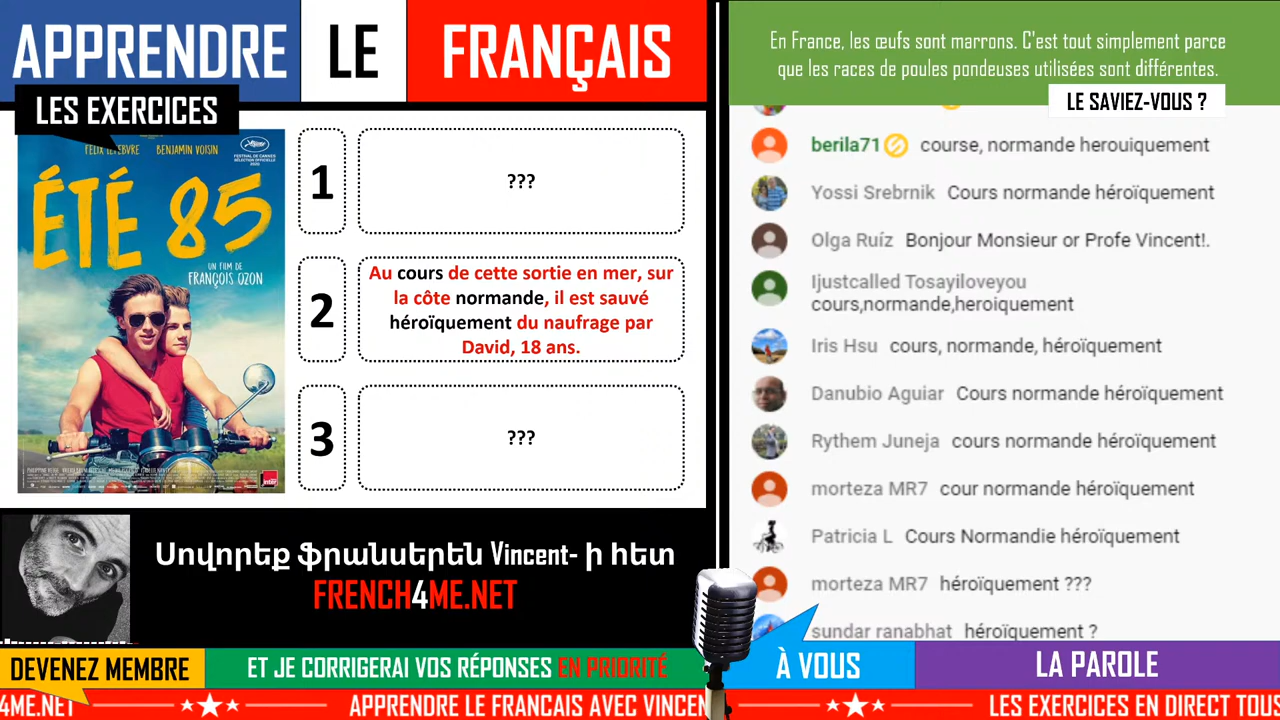 APPRENDRE LE FRANÇAIS
LES EXERCICES
FÉLIX LEFEBVRE BENJAMIN VOISIN
FESTIVAL DE CANNES
SÉLECTION OFFICIELLE
2020
ÉTÉ 85
UN FILM DE
FRANÇOIS OZON
inter
1
???
2
Au cours de cette sortie en mer, sur
la côte normande, il est sauvé
héroïquement du naufrage par
David, 18 ans.
3
???
Սովորեք ֆրանսերեն Vincent- ի հետ
FRENCH4ME.NET
DEVENEZ MEMBRE
ET JE CORRIGERAI VOS RÉPONSES EN PRIORITÉ
En France, les œufs sont marrons. C'est tout simplement parce
que les races de poules pondeuses utilisées sont différentes.
LE SAVIEZ-VOUS ?
berila71 course, normande herouiquement
Yossi Srebrnik Cours normande héroïquement
Olga Ruíz Bonjour Monsieur or Profe Vincent!.
Ijustcalled Tosayiloveyou
cours,normande,heroiquement
Iris Hsu cours, normande, héroïquement
Danubio Aguiar Cours normande héroïquement
Rythem Juneja cours normande héroïquement
morteza MR7 cour normande héroïquement
Patricia L Cours Normandie héroïquement
morteza MR7 héroïquement ???
sundar ranabhat héroïquement ?
À VOUS
LA PAROLE
4ME.NET APPRENDRE LE FRANCAIS AVEC VINCEN LES EXERCICES EN DIRECT TOUS